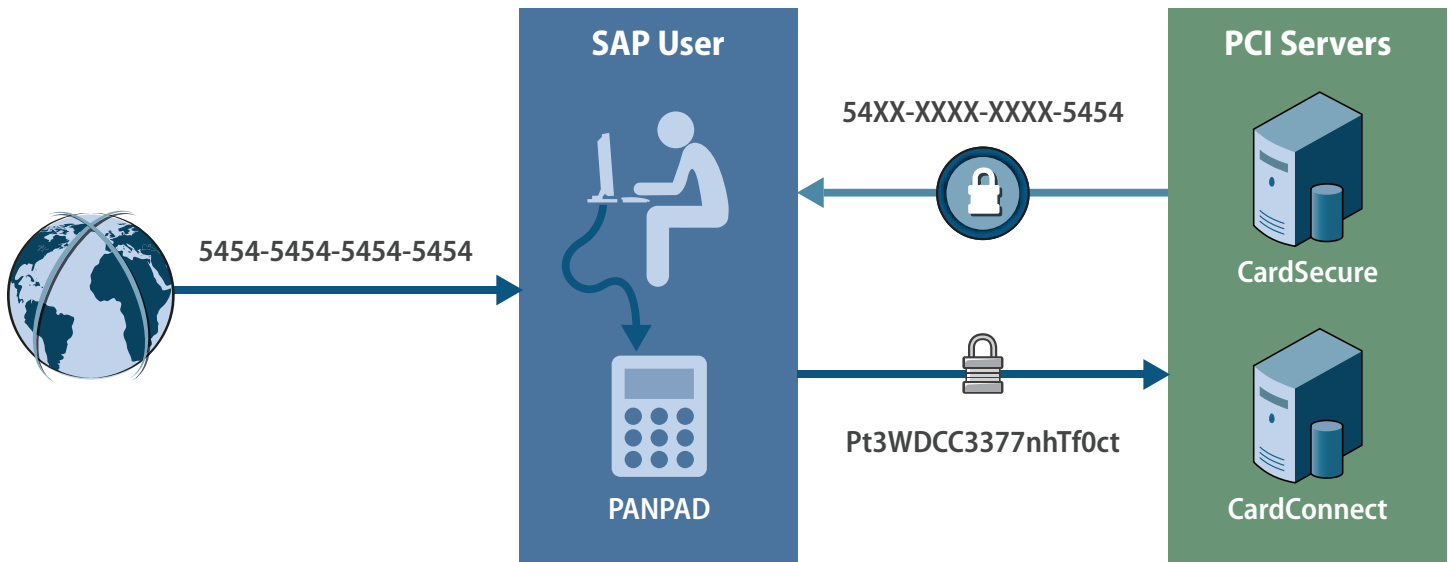 SAP User
PCI Servers
54XX-XXXX-XXXX-5454
5454-5454-5454-5454
CardSecure
Pt3WDCC3377nhTf0ct
PANPAD
CardConnect